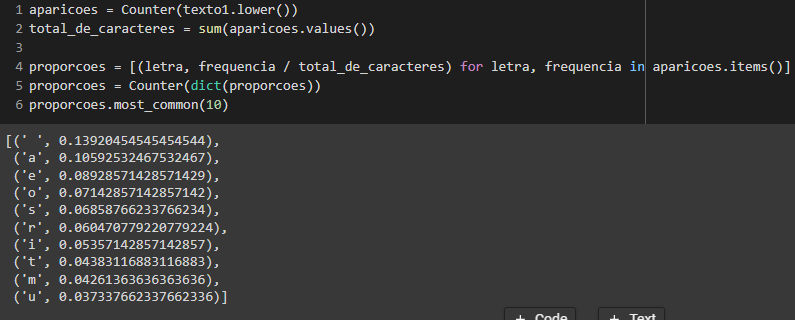 1 aparicoes = Counter(texto1.lower())
2 total_de_caracteres = sum(aparicoes.values())
3
4 proporcoes = [(letra, frequencia / total_de_caracteres) for letra, frequencia in aparicoes.items()]
5 proporcoes = Counter(dict(proporcoes))
6 proporcoes.most_common(10)
[(' ', 0.13920454545454544),
('a', 0.10592532467532467),
('e', 0.08928571428571429),
('o', 0.07142857142857142),
('s', 0.06858766233766234),
('r', 0.060470779220779224),
('i', 0.05357142857142857),
('t', 0.04383116883116883),
('m', 0.04261363636363636),
('u', 0.037337662337662336)]
+ Code + Text